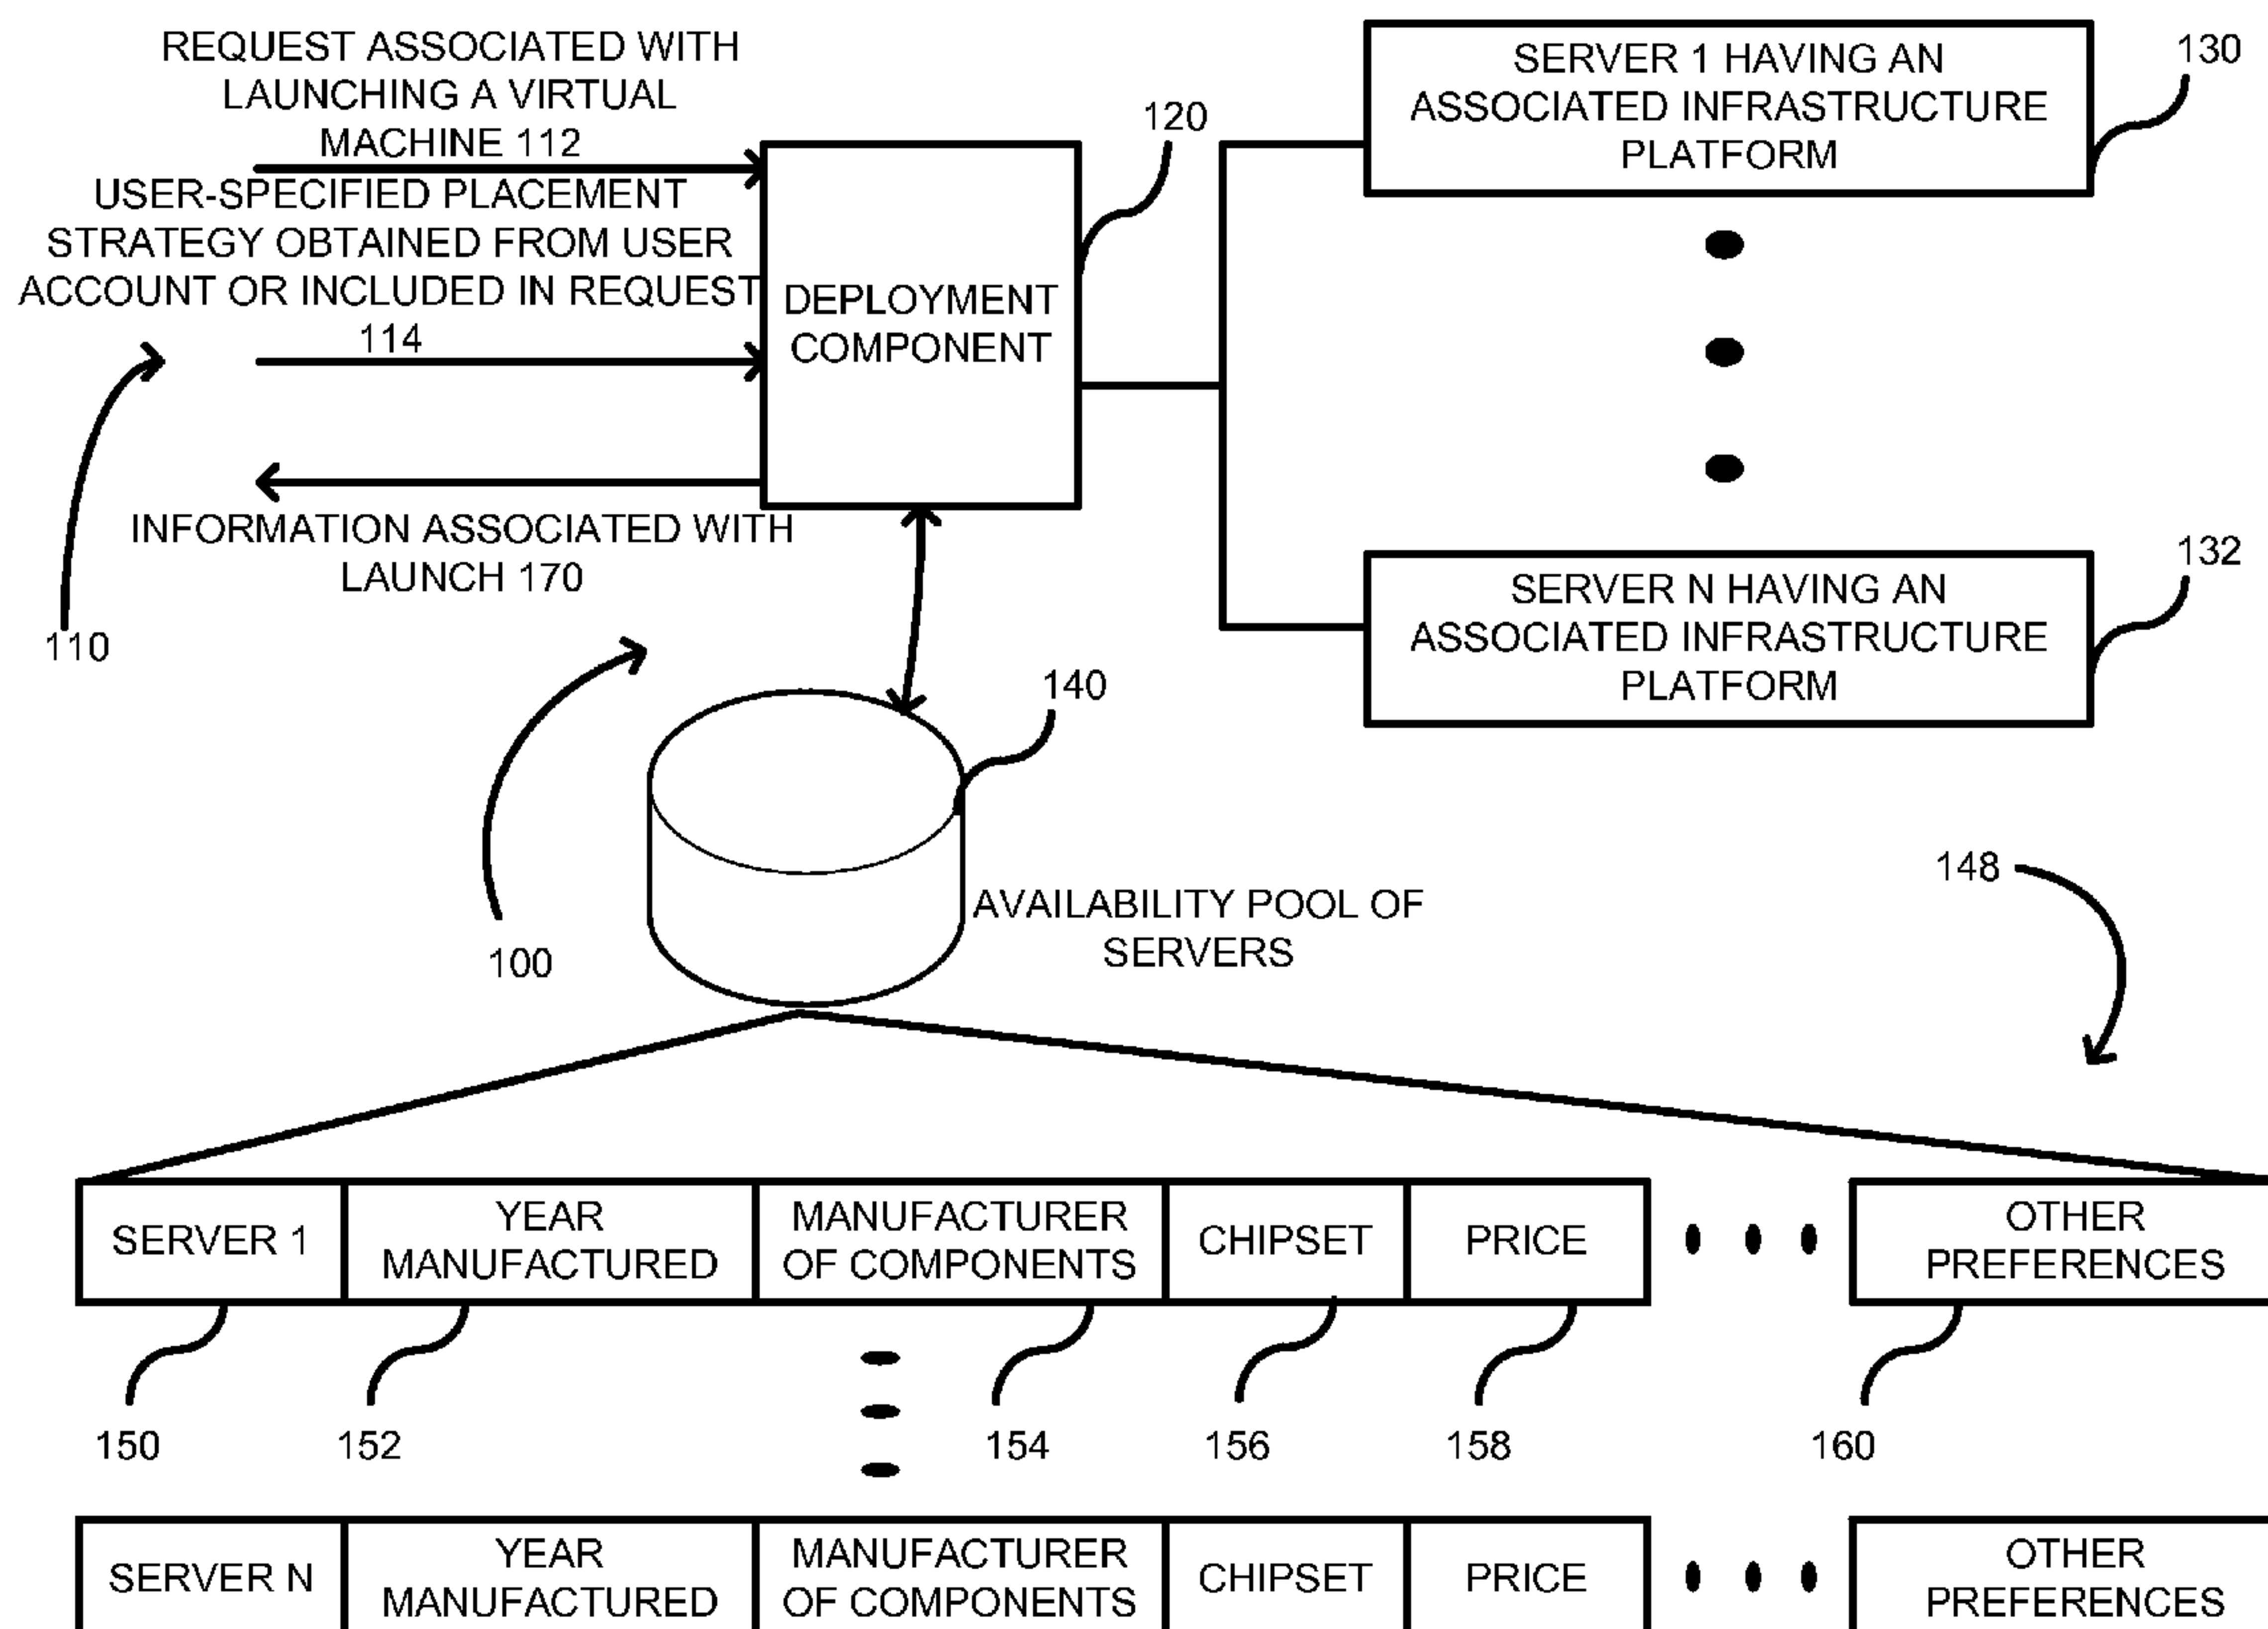 REQUEST ASSOCIATED WITH
LAUNCHING A VIRTUAL
MACHINE 112
USER-SPECIFIED PLACEMENT
STRATEGY OBTAINED FROM USER
ACCOUNT OR INCLUDED IN REQUEST
114
110
INFORMATION ASSOCIATED WITH
LAUNCH 170
DEPLOYMENT
COMPONENT
120
SERVER 1 HAVING AN
ASSOCIATED INFRASTRUCTURE
PLATFORM
130
SERVER N HAVING AN
ASSOCIATED INFRASTRUCTURE
PLATFORM
132
100
140
AVAILABILITY POOL OF
SERVERS
148
SERVER 1
YEAR
MANUFACTURED
MANUFACTURER
OF COMPONENTS
CHIPSET
PRICE
OTHER
PREFERENCES
150
152
154
156
158
160
SERVER N
YEAR
MANUFACTURED
MANUFACTURER
OF COMPONENTS
CHIPSET
PRICE
OTHER
PREFERENCES